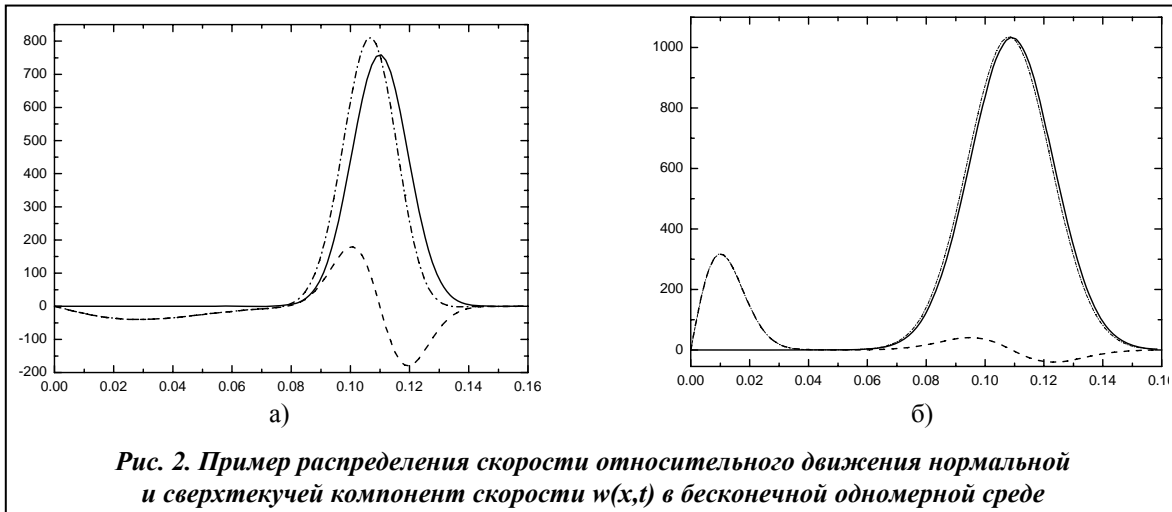 800
700
600
500
400
300
200
100
0
-100
-200
0.00 0.02 0.04 0.06 0.08 0.10 0.12 0.14 0.16
а)
1000
800
600
400
200
0
0.00 0.02 0.04 0.06 0.08 0.10 0.12 0.14 0.16
б)
Рис. 2. Пример распределения скорости относительного движения нормальной
и сверхтекучей компонент скорости w(x,t) в бесконечной одномерной среде